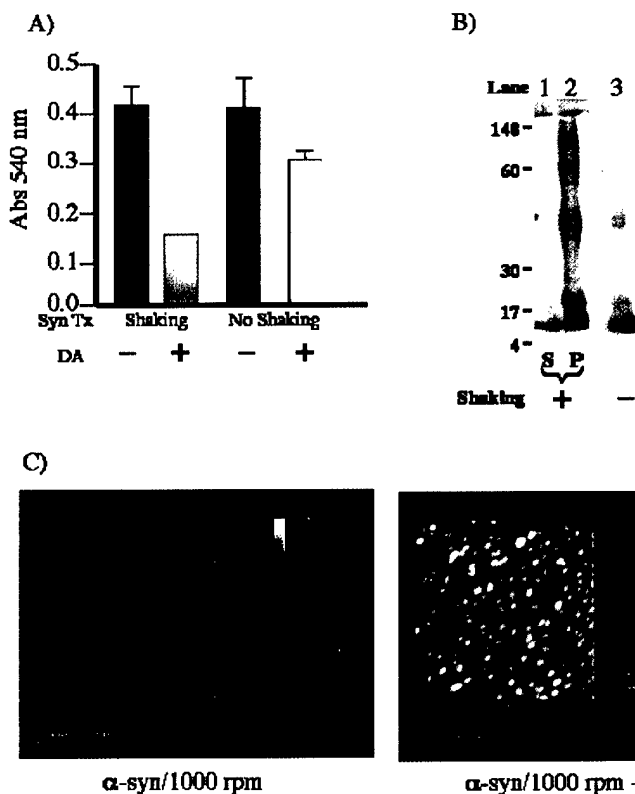 A)
0.5
0.4
0.3
0.2
0.1
0.0
Abs 540 nm
Syn Tx Shaking No Shaking
DA − + − +
B)
Lane 1 2 3
148
60
30
17
4
S P
Shaking + −
C)
α-syn/1000 rpm
α-syn/1000 rpm -